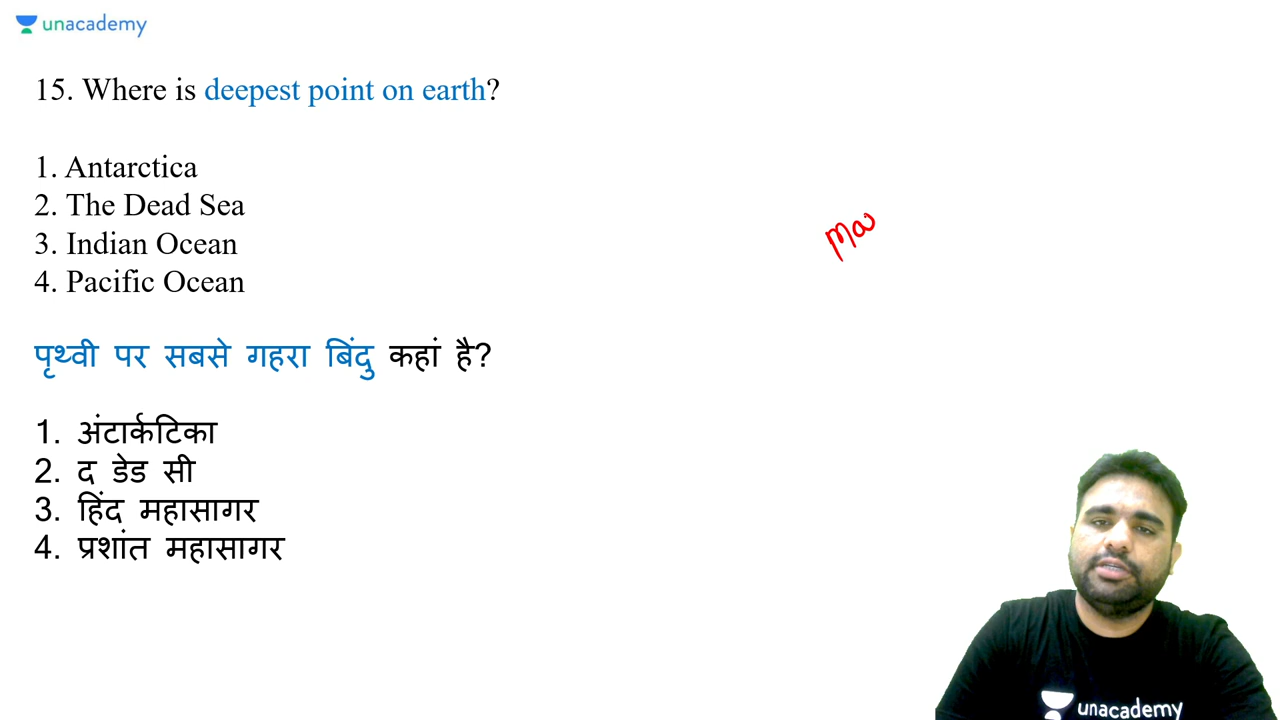 unacademy
15. Where is deepest point on earth?
1. Antarctica
2. The Dead Sea
3. Indian Ocean
4. Pacific Ocean
Ma
पृथ्वी पर सबसे गहरा बिंदु कहां है?
1. अंटार्कटिका
2. द डेड सी
3. हिंद महासागर
4. प्रशांत महासागर
unacademy